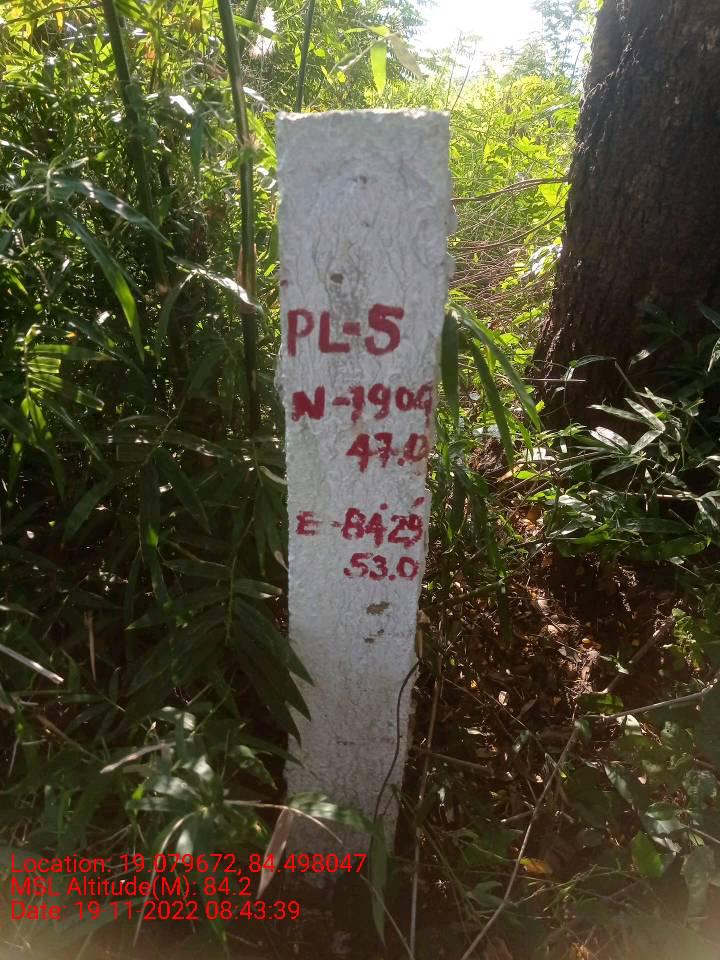 PL-5
N-1904
47.0
E-8429
53.0
Location: 19.079672, 84.498047
MSL Altitude(M): 84.2
Date: 19-11-2022 08:43:39